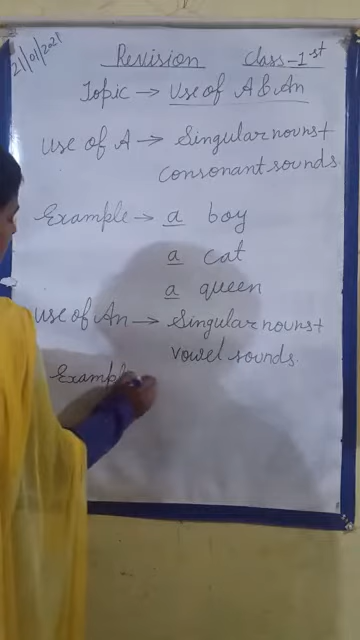 21/01/2021
Revision Class-1st
Topic → Use of A & An
Use of A → Singular nouns +
consonant sounds.
Example → a boy
a cat
a queen
Use of An → Singular nouns +
vowel sounds.
Exampl